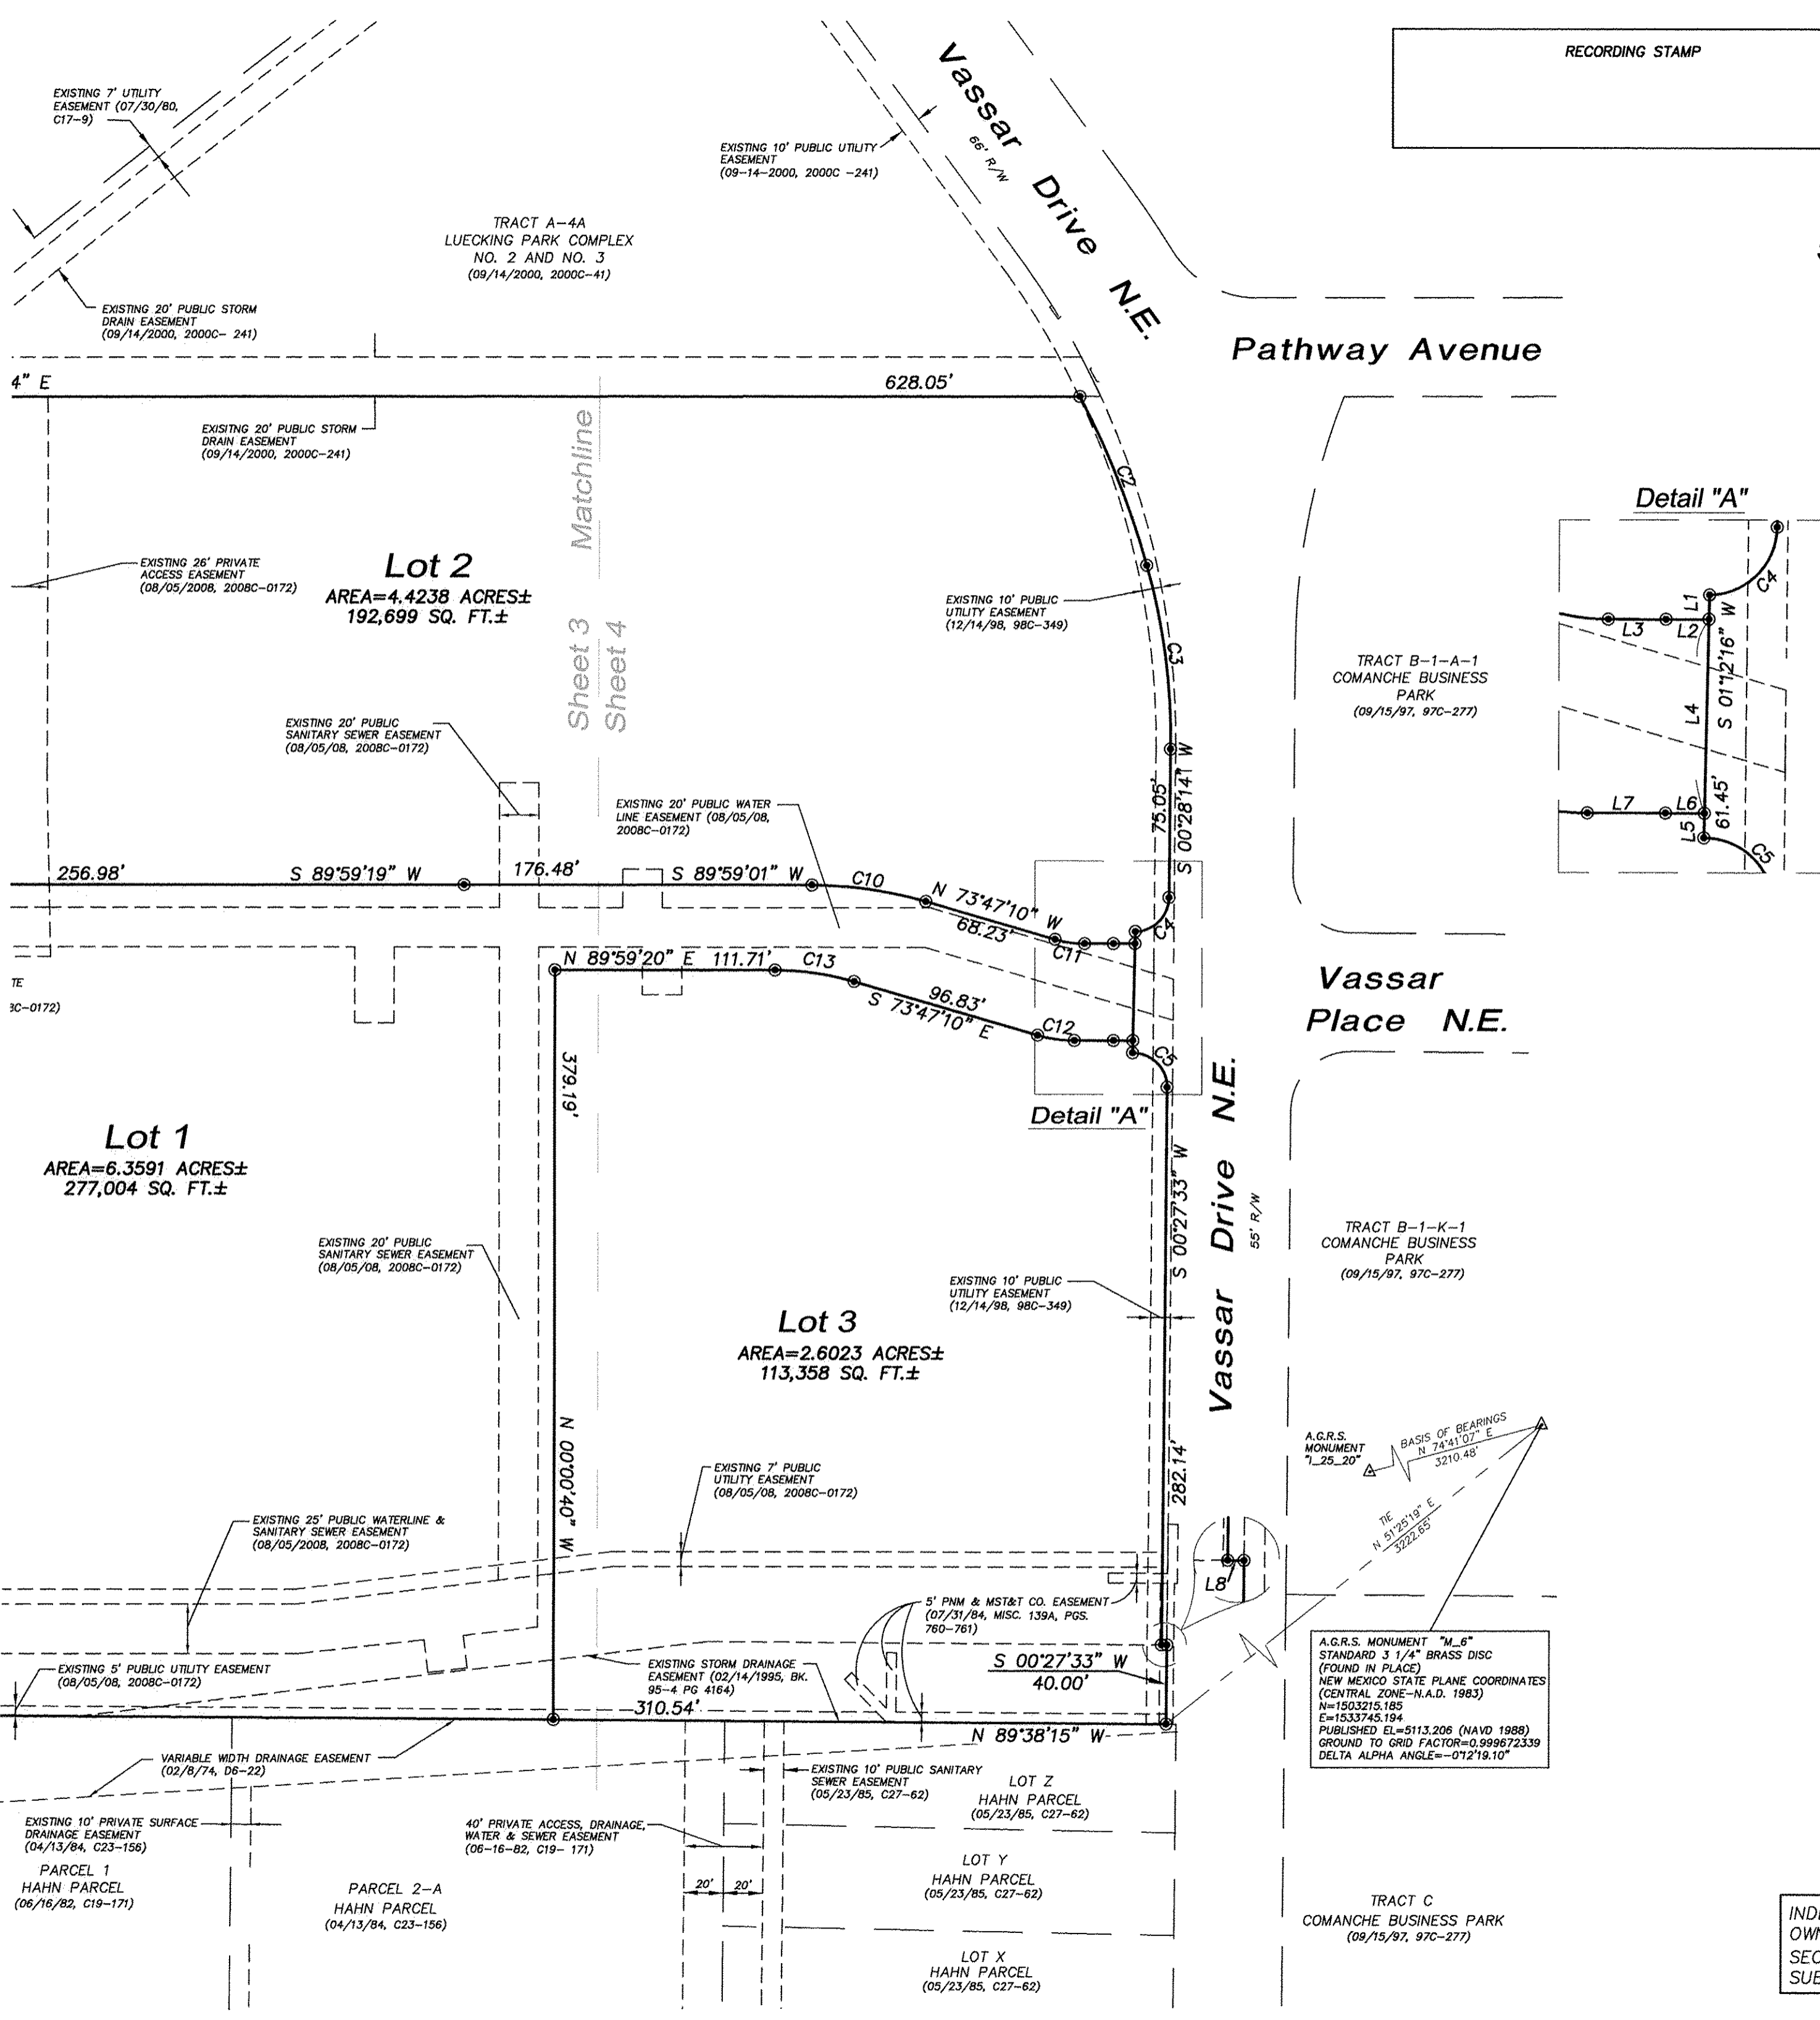 RECORDING STAMP
EXISTING 7' UTILITY
EASEMENT (07/30/80,
C17-9)
EXISTING 10' PUBLIC UTILITY
EASEMENT
(09-14-2000, 2000C -241)
Vassar Drive N.E.
66' R/W
TRACT A-4A
LUECKING PARK COMPLEX
NO. 2 AND NO. 3
(09/14/2000, 2000C-41)
EXISTING 20' PUBLIC STORM
DRAIN EASEMENT
(09/14/2000, 2000C- 241)
Pathway Avenue
4" E
628.05'
EXISITNG 20' PUBLIC STORM
DRAIN EASEMENT
(09/14/2000, 2000C-241)
Matchline
Sheet 3
Sheet 4
C2
Detail "A"
C4
L1
L3
L2
S 01°12'16" W
L4
61.45'
L7
L6
L5
C5
Lot 2
AREA=4.4238 ACRES±
192,699 SQ. FT.±
EXISTING 26' PRIVATE
ACCESS EASEMENT
(08/05/2008, 2008C-0172)
EXISTING 10' PUBLIC
UTILITY EASEMENT
(12/14/98, 98C-349)
C3
TRACT B-1-A-1
COMANCHE BUSINESS
PARK
(09/15/97, 97C-277)
EXISTING 20' PUBLIC
SANITARY SEWER EASEMENT
(08/05/08, 2008C-0172)
EXISTING 20' PUBLIC WATER
LINE EASEMENT (08/05/08,
2008C-0172)
75.05'
S 00°28'14" W
256.98'
S 89°59'19" W
176.48'
S 89°59'01" W
C10
N 73°47'10" W
68.23'
C11
C4
N 89°59'20" E
111.71'
C13
96.83'
S 73°47'10" E
C12
C5
Detail "A"
Vassar
Place N.E.
TE
3C-0172)
379.19'
Lot 1
AREA=6.3591 ACRES±
277,004 SQ. FT.±
S 00°27'33" W
Vassar Drive N.E.
55' R/W
EXISTING 20' PUBLIC
SANITARY SEWER EASEMENT
(08/05/08, 2008C-0172)
TRACT B-1-K-1
COMANCHE BUSINESS
PARK
(09/15/97, 97C-277)
EXISTING 10' PUBLIC
UTILITY EASEMENT
(12/14/98, 98C-349)
Lot 3
AREA=2.6023 ACRES±
113,358 SQ. FT.±
N 00°00'40" W
282.14'
EXISTING 7' PUBLIC
UTILITY EASEMENT
(08/05/08, 2008C-0172)
A.G.R.S.
MONUMENT
"I_25_20"
BASIS OF BEARINGS
N 74°41'07" E
3210.48'
TIE
N 51°25'19" E
3222.65'
EXISTING 25' PUBLIC WATERLINE &
SANITARY SEWER EASEMENT
(08/05/2008, 2008C-0172)
L8
5' PNM & MST&T CO. EASEMENT
(07/31/84, MISC. 139A, PGS.
760-761)
EXISTING 5' PUBLIC UTILITY EASEMENT
(08/05/08, 2008C-0172)
EXISTING STORM DRAINAGE
EASEMENT (02/14/1995, BK.
95-4 PG 4164)
S 00°27'33" W
40.00'
310.54'
N 89°38'15" W
A.G.R.S. MONUMENT "M_6"
STANDARD 3 1/4" BRASS DISC
(FOUND IN PLACE)
NEW MEXICO STATE PLANE COORDINATES
(CENTRAL ZONE-N.A.D. 1983)
N=1503215.185
E=1533745.194
PUBLISHED EL=5113.206 (NAVD 1988)
GROUND TO GRID FACTOR=0.999672339
DELTA ALPHA ANGLE=-0°12'19.10"
VARIABLE WIDTH DRAINAGE EASEMENT
(02/8/74, D6-22)
EXISTING 10' PUBLIC SANITARY
SEWER EASEMENT
(05/23/85, C27-62)
LOT Z
HAHN PARCEL
(05/23/85, C27-62)
EXISTING 10' PRIVATE SURFACE
DRAINAGE EASEMENT
(04/13/84, C23-156)
40' PRIVATE ACCESS, DRAINAGE,
WATER & SEWER EASEMENT
(06-16-82, C19- 171)
PARCEL 1
HAHN PARCEL
(06/16/82, C19-171)
PARCEL 2-A
HAHN PARCEL
(04/13/84, C23-156)
20'
20'
LOT Y
HAHN PARCEL
(05/23/85, C27-62)
LOT X
HAHN PARCEL
(05/23/85, C27-62)
TRACT C
COMANCHE BUSINESS PARK
(09/15/97, 97C-277)
IND
OWN
SEC
SUB